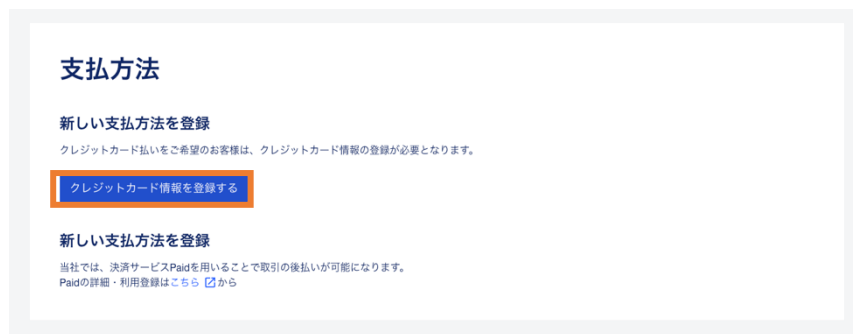 支払方法
新しい支払方法を登録
クレジットカード払いをご希望のお客様は、クレジットカード情報の登録が必要となります。
クレジットカード情報を登録する
新しい支払方法を登録
当社では、決済サービスPaidを用いることで取引の後払いが可能になります。
Paidの詳細・利用登録はこちら から